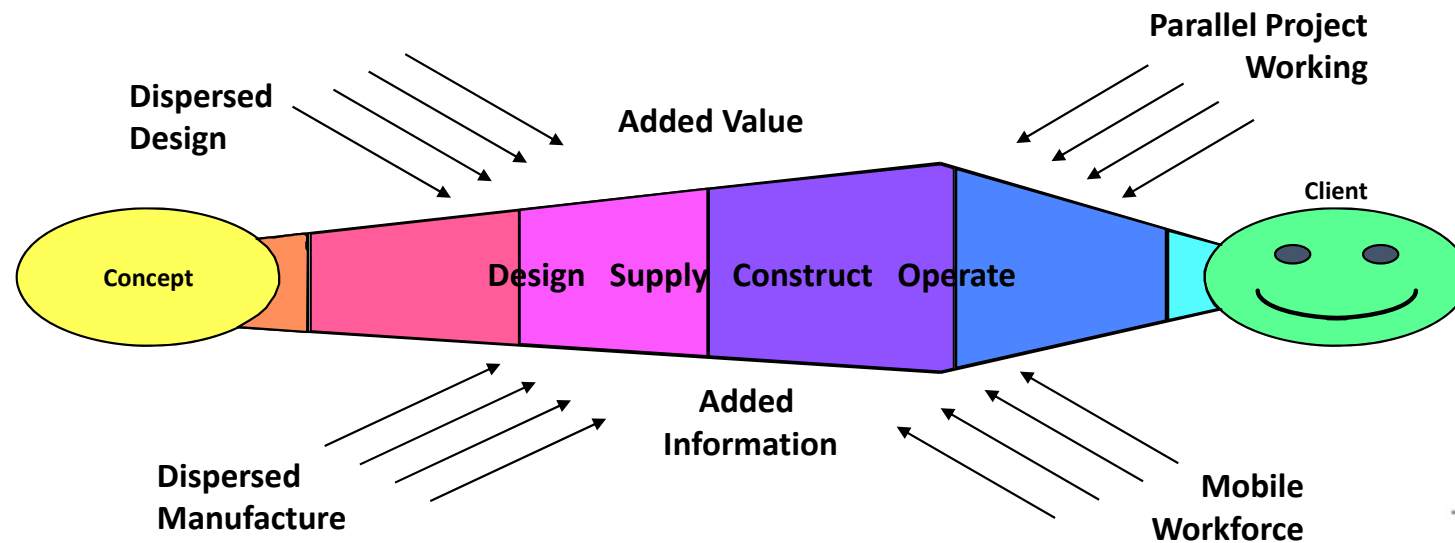 Parallel Project
Working
Dispersed
Design
Added Value
Client
Concept
Design Supply Construct Operate
Added
Information
Dispersed
Manufacture
Mobile
Workforce